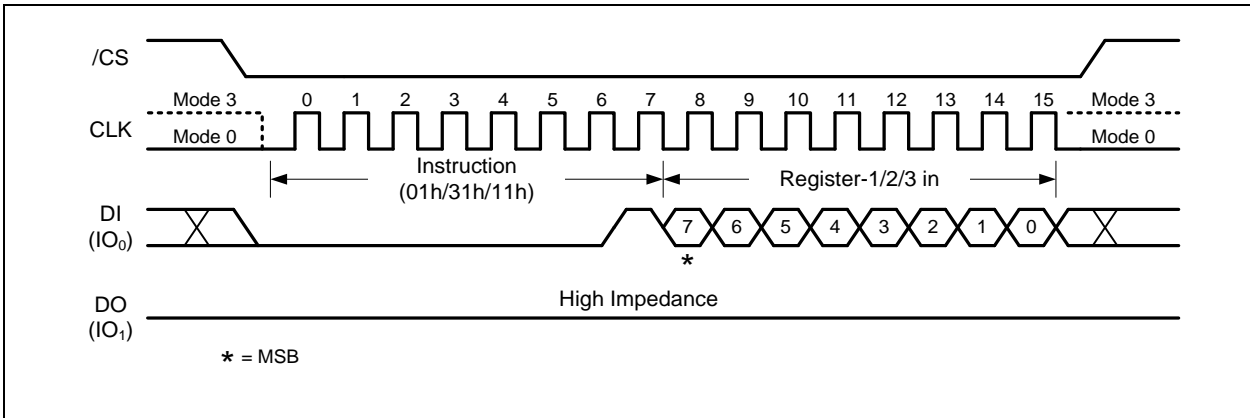 /CS
Mode 3 0 1 2 3 4 5 6 7 8 9 10 11 12 13 14 15 Mode 3
CLK
Mode 0 Mode 0
Instruction
(01h/31h/11h)
Register-1/2/3 in
DI
(IO₀)
7 6 5 4 3 2 1 0
*
High Impedance
DO
(IO₁)
* = MSB